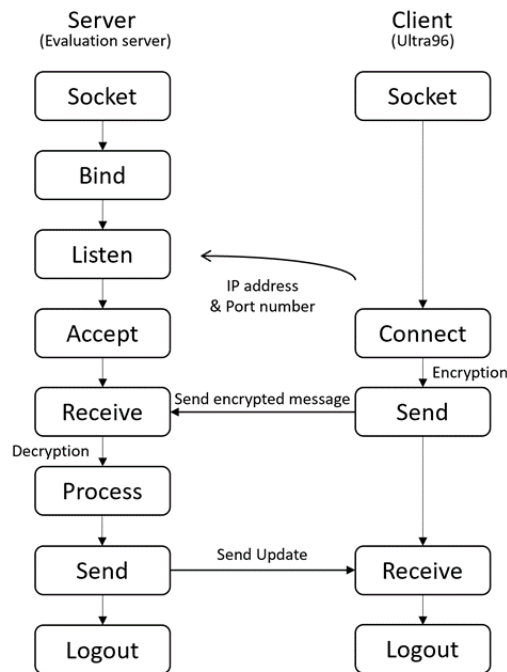 Server
(Evaluation server)
Client
(Ultra96)
Socket
Socket
Bind
Listen
IP address
& Port number
Accept
Connect
Encryption
Receive
Send encrypted message
Send
Decryption
Process
Send
Send Update
Receive
Logout
Logout